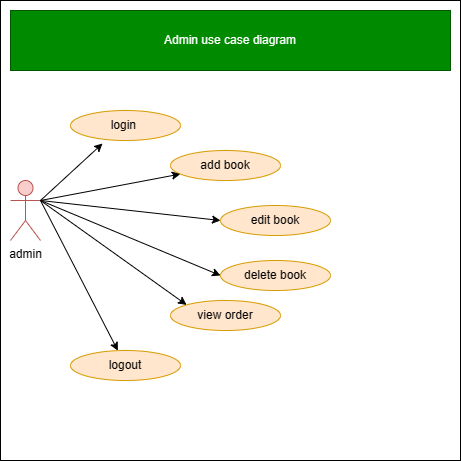 Admin use case diagram
login
add book
edit book
admin
delete book
view order
logout